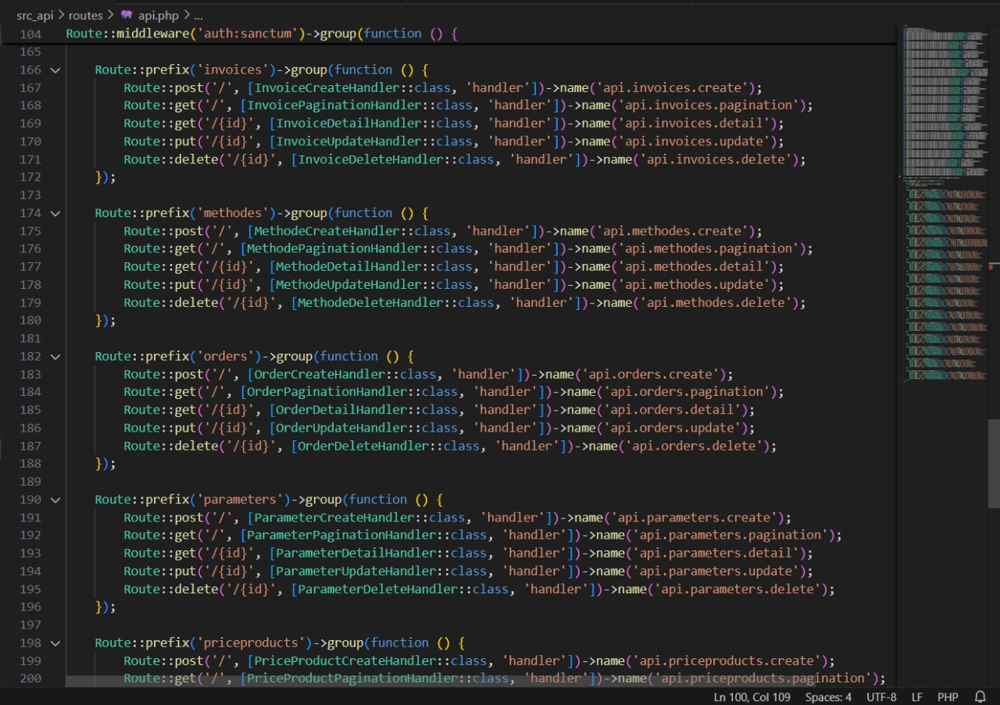 src_api > routes > api.php > ...
104 Route::middleware('auth:sanctum')->group(function () {
165
166 Route::prefix('invoices')->group(function () {
167 Route::post('/', [InvoiceCreateHandler::class, 'handler'])->name('api.invoices.create');
168 Route::get('/', [InvoicePaginationHandler::class, 'handler'])->name('api.invoices.pagination');
169 Route::get('/{id}', [InvoiceDetailHandler::class, 'handler'])->name('api.invoices.detail');
170 Route::put('/{id}', [InvoiceUpdateHandler::class, 'handler'])->name('api.invoices.update');
171 Route::delete('/{id}', [InvoiceDeleteHandler::class, 'handler'])->name('api.invoices.delete');
172 });
173
174 Route::prefix('methodes')->group(function () {
175 Route::post('/', [MethodeCreateHandler::class, 'handler'])->name('api.methodes.create');
176 Route::get('/', [MethodePaginationHandler::class, 'handler'])->name('api.methodes.pagination');
177 Route::get('/{id}', [MethodeDetailHandler::class, 'handler'])->name('api.methodes.detail');
178 Route::put('/{id}', [MethodeUpdateHandler::class, 'handler'])->name('api.methodes.update');
179 Route::delete('/{id}', [MethodeDeleteHandler::class, 'handler'])->name('api.methodes.delete');
180 });
181
182 Route::prefix('orders')->group(function () {
183 Route::post('/', [OrderCreateHandler::class, 'handler'])->name('api.orders.create');
184 Route::get('/', [OrderPaginationHandler::class, 'handler'])->name('api.orders.pagination');
185 Route::get('/{id}', [OrderDetailHandler::class, 'handler'])->name('api.orders.detail');
186 Route::put('/{id}', [OrderUpdateHandler::class, 'handler'])->name('api.orders.update');
187 Route::delete('/{id}', [OrderDeleteHandler::class, 'handler'])->name('api.orders.delete');
188 });
189
190 Route::prefix('parameters')->group(function () {
191 Route::post('/', [ParameterCreateHandler::class, 'handler'])->name('api.parameters.create');
192 Route::get('/', [ParameterPaginationHandler::class, 'handler'])->name('api.parameters.pagination');
193 Route::get('/{id}', [ParameterDetailHandler::class, 'handler'])->name('api.parameters.detail');
194 Route::put('/{id}', [ParameterUpdateHandler::class, 'handler'])->name('api.parameters.update');
195 Route::delete('/{id}', [ParameterDeleteHandler::class, 'handler'])->name('api.parameters.delete');
196 });
197
198 Route::prefix('priceproducts')->group(function () {
199 Route::post('/', [PriceProductCreateHandler::class, 'handler'])->name('api.priceproducts.create');
200 Route::get('/', [PriceProductPaginationHandler::class, 'handler'])->name('api.priceproducts.pagination');
Ln 100, Col 109 Spaces: 4 UTF-8 LF PHP